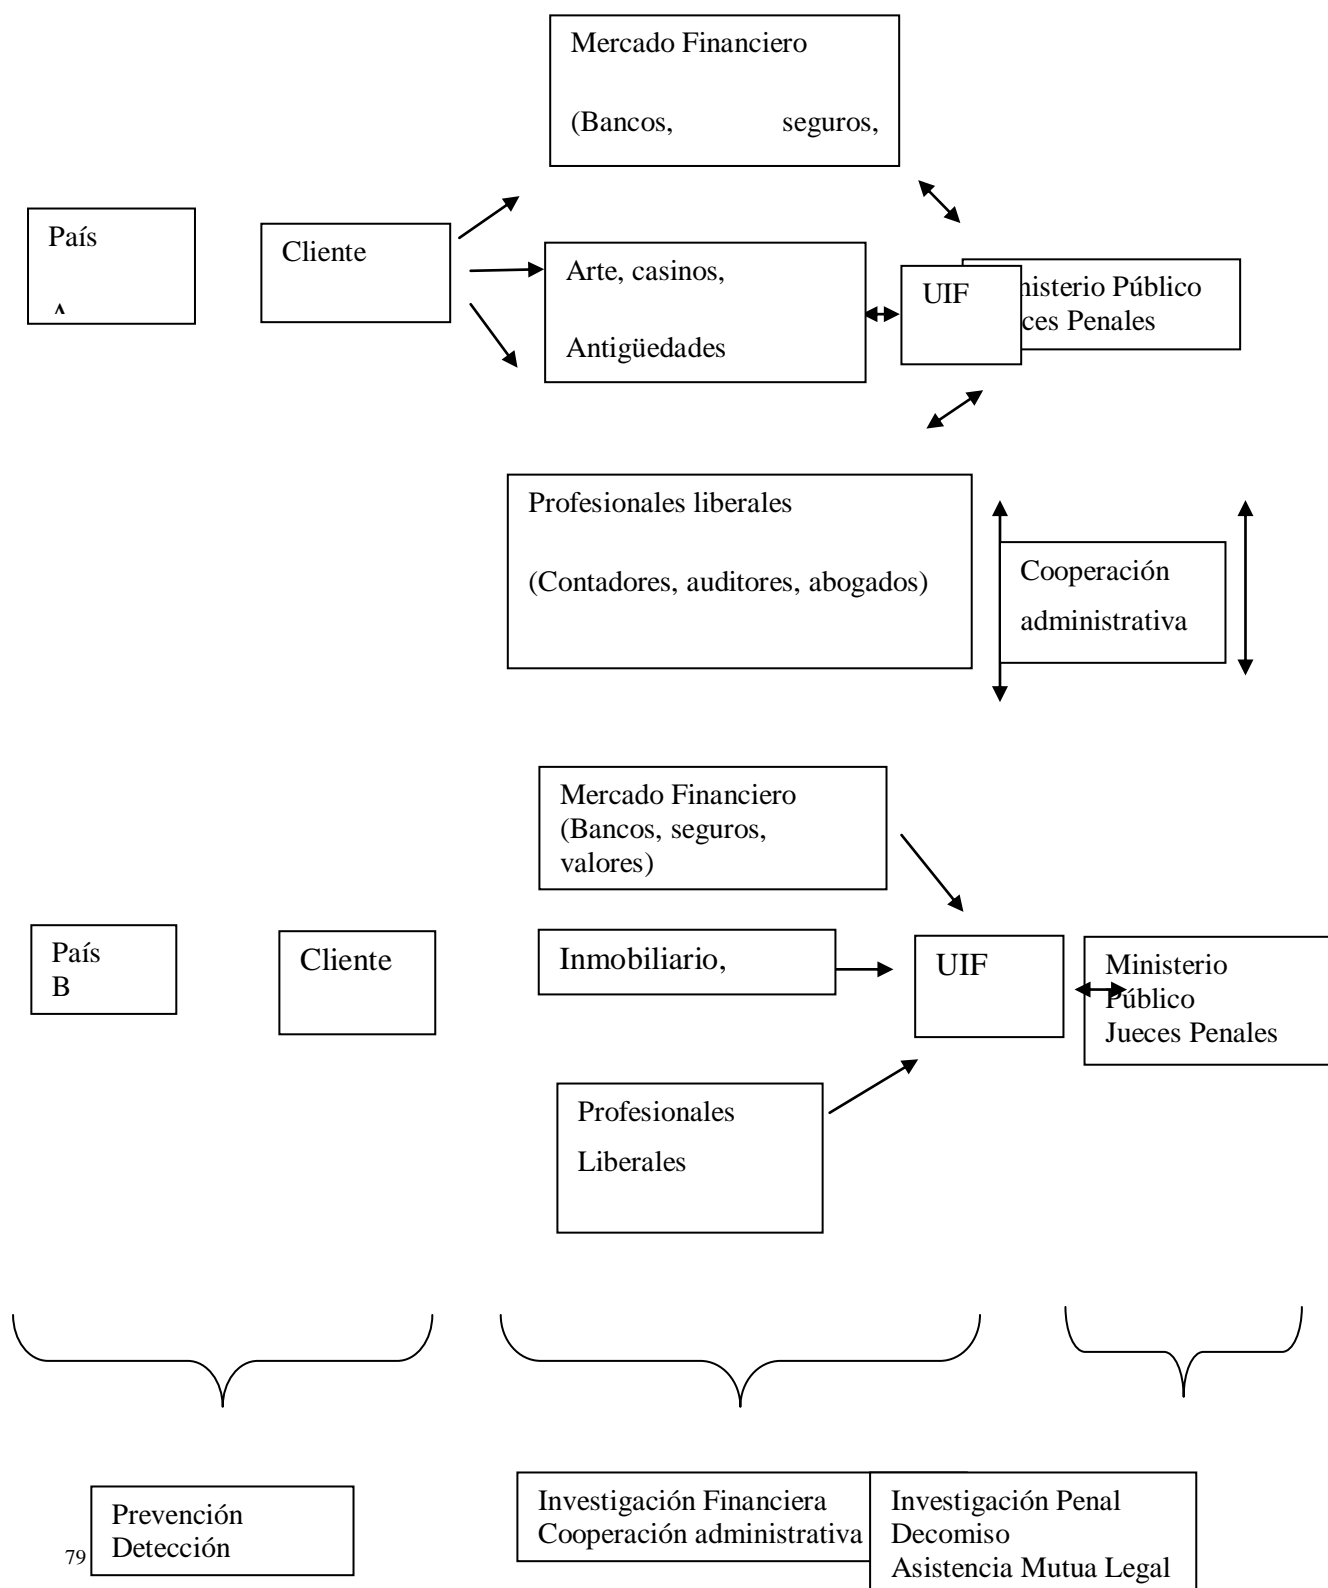 Mercado Financiero
(Bancos, seguros,
País
Cliente
Arte, casinos,
Antigüedades
UIF
nisterio Público
ces Penales
Profesionales liberales
(Contadores, auditores, abogados)
Cooperación
administrativa
Mercado Financiero
(Bancos, seguros,
valores)
País
B
Cliente
Inmobiliario,
UIF
Ministerio
Público
Jueces Penales
Profesionales
Liberales
Prevención
Detección
Investigación Financiera
Cooperación administrativa
Investigación Penal
Decomiso
Asistencia Mutua Legal
79